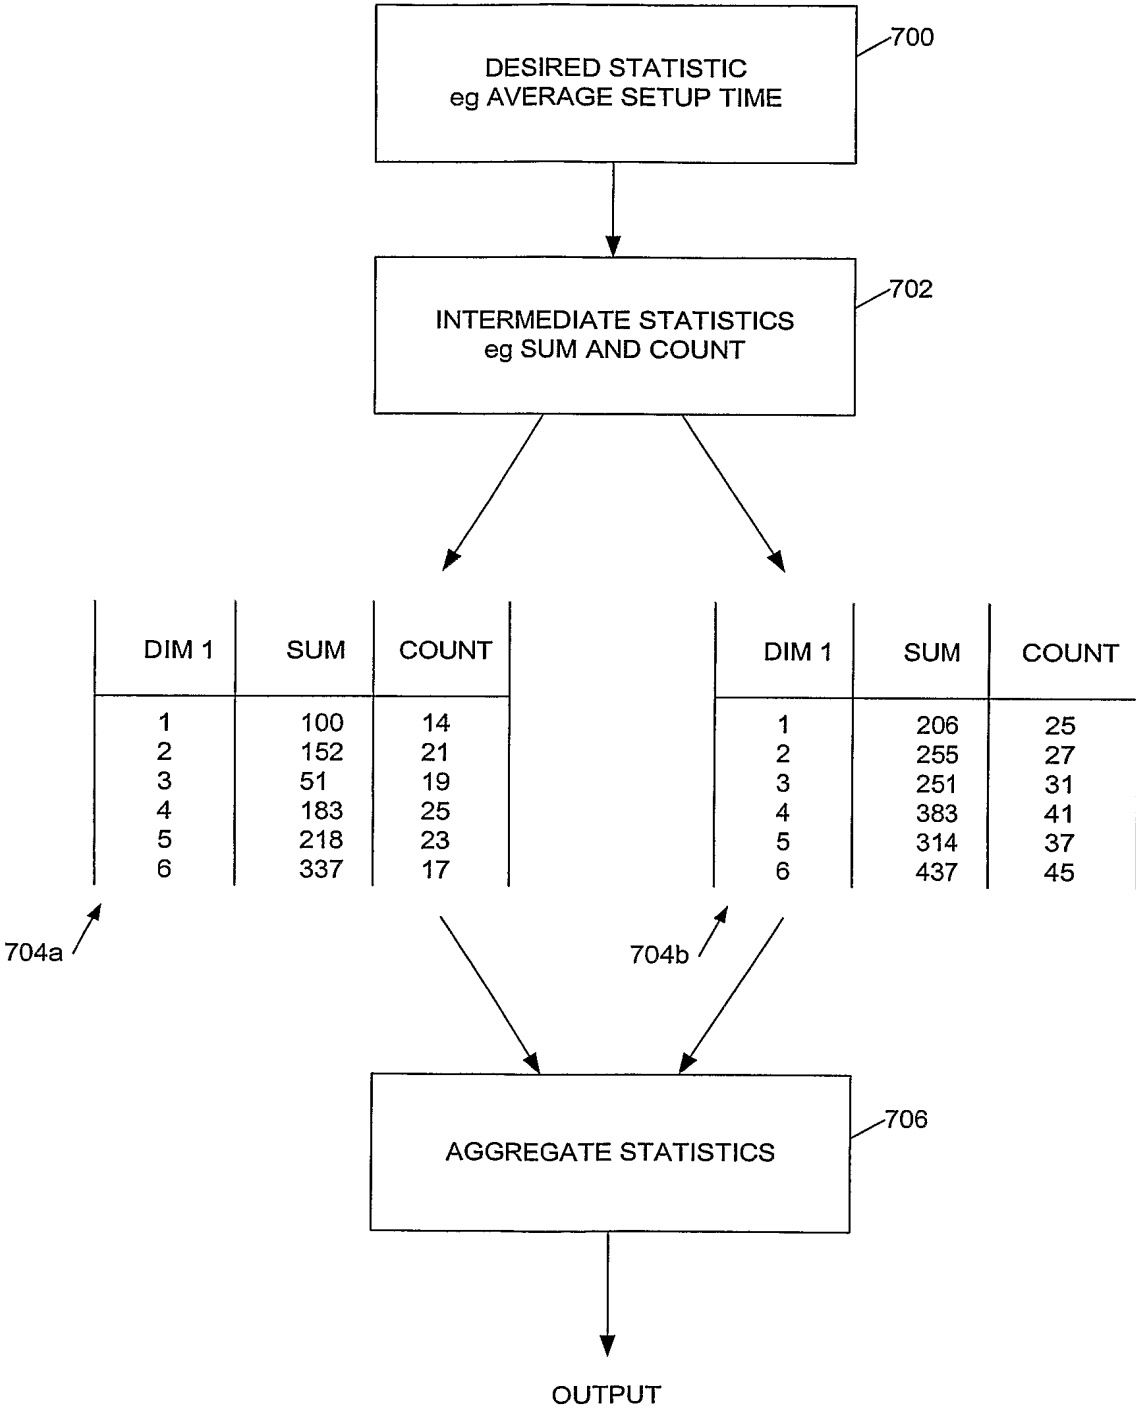 700
DESIRED STATISTIC
eg AVERAGE SETUP TIME
702
INTERMEDIATE STATISTICS
eg SUM AND COUNT
DIM 1 SUM COUNT
1 100 14
2 152 21
3 51 19
4 183 25
5 218 23
6 337 17
704a
DIM 1 SUM COUNT
1 206 25
2 255 27
3 251 31
4 383 41
5 314 37
6 437 45
704b
706
AGGREGATE STATISTICS
OUTPUT